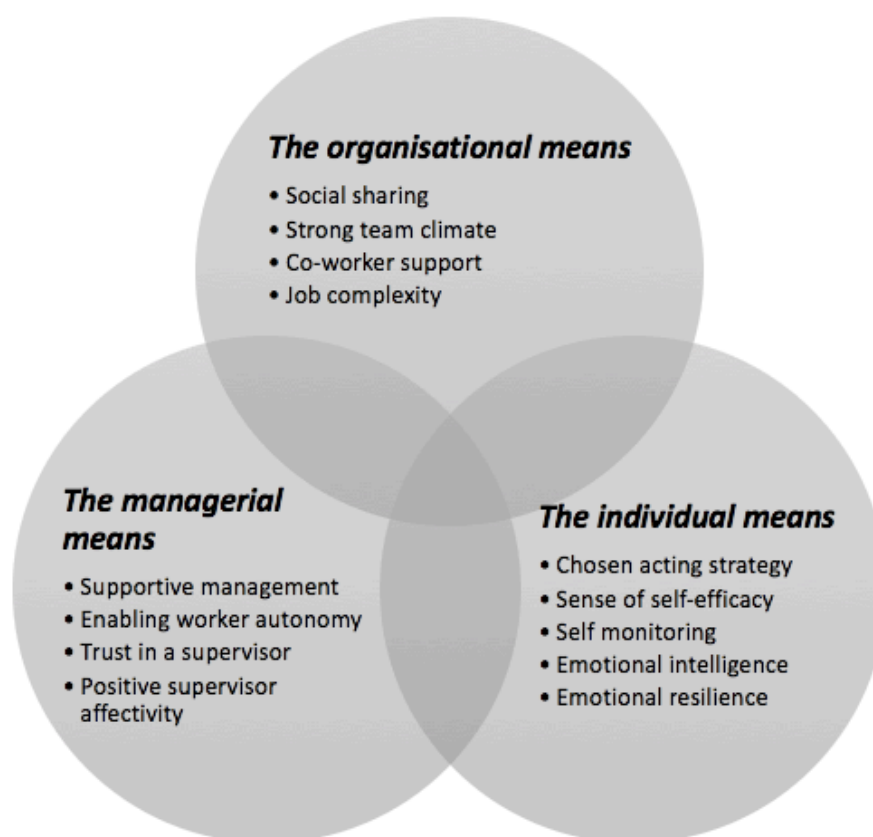 The organisational means
• Social sharing
• Strong team climate
• Co-worker support
• Job complexity
The managerial
means
• Supportive management
• Enabling worker autonomy
• Trust in a supervisor
• Positive supervisor
affectivity
The individual means
• Chosen acting strategy
• Sense of self-efficacy
• Self monitoring
• Emotional intelligence
• Emotional resilience